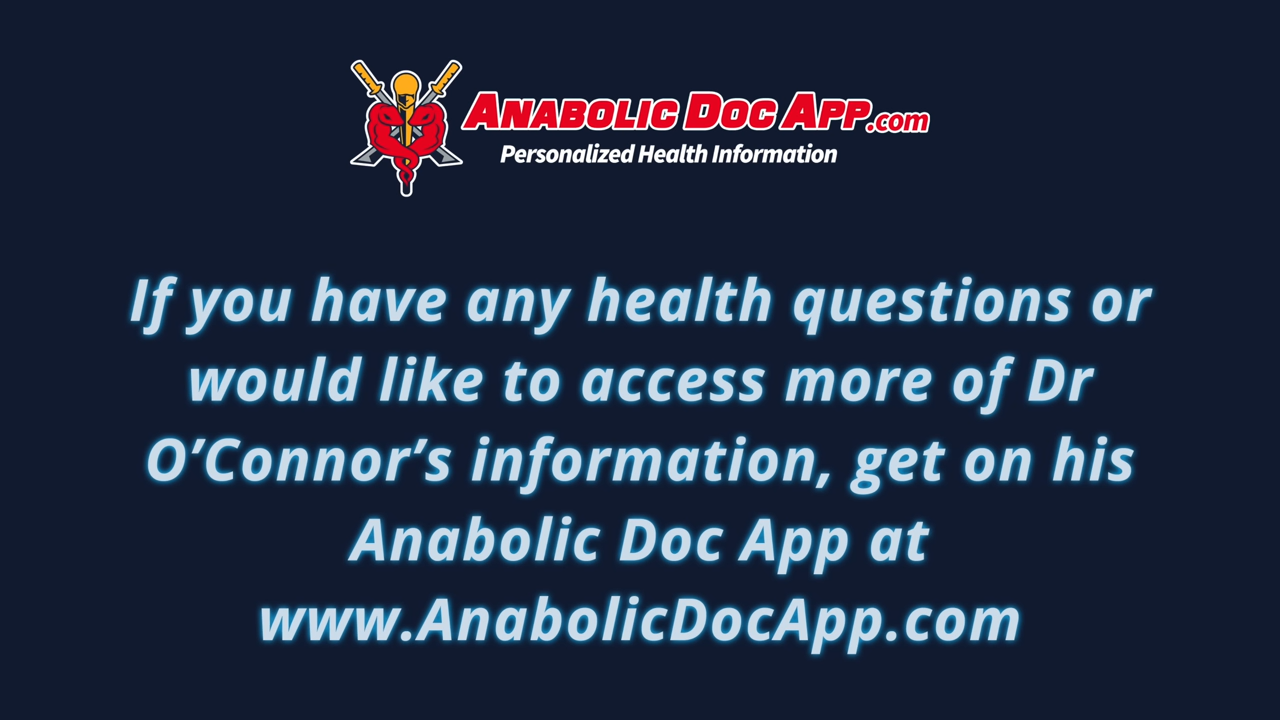 ANABOLIC DOC APP.com
Personalized Health Information
If you have any health questions or
would like to access more of Dr
O’Connor’s information, get on his
Anabolic Doc App at
www.AnabolicDocApp.com